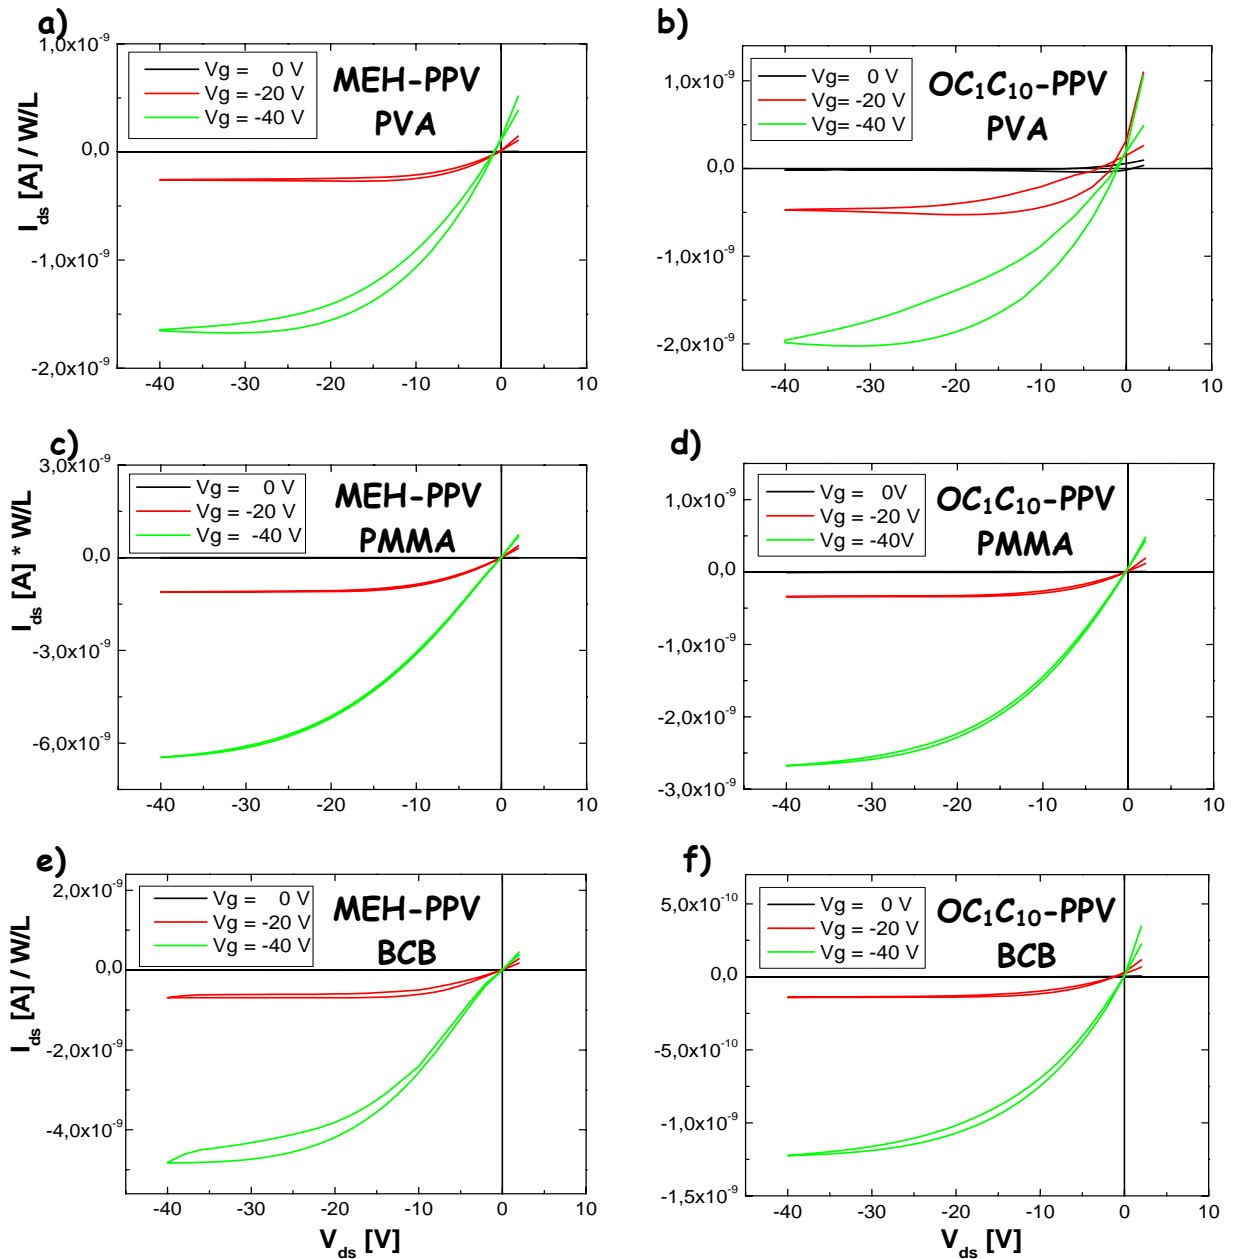 a)
1,0x10⁻⁹
0,0
-1,0x10⁻⁹
-2,0x10⁻⁹
I_ds [A] / W/L
Vg = 0 V
Vg = -20 V
Vg = -40 V
MEH-PPV
PVA
-40 -30 -20 -10 0 10
b)
1,0x10⁻⁹
0,0
-1,0x10⁻⁹
-2,0x10⁻⁹
Vg= 0 V
Vg= -20 V
Vg= -40 V
OC₁C₁₀-PPV
PVA
-40 -30 -20 -10 0 10
c)
3,0x10⁻⁹
0,0
-3,0x10⁻⁹
-6,0x10⁻⁹
I_ds [A] * W/L
Vg = 0 V
Vg = -20 V
Vg = -40 V
MEH-PPV
PMMA
-40 -30 -20 -10 0 10
d)
1,0x10⁻⁹
0,0
-1,0x10⁻⁹
-2,0x10⁻⁹
-3,0x10⁻⁹
Vg = 0V
Vg = -20 V
Vg = -40V
OC₁C₁₀-PPV
PMMA
-40 -30 -20 -10 0 10
e)
2,0x10⁻⁹
0,0
-2,0x10⁻⁹
-4,0x10⁻⁹
I_ds [A] / W/L
Vg = 0 V
Vg = -20 V
Vg = -40 V
MEH-PPV
BCB
-40 -30 -20 -10 0 10
V_ds [V]
f)
5,0x10⁻¹⁰
0,0
-5,0x10⁻¹⁰
-1,0x10⁻⁹
-1,5x10⁻⁹
Vg = 0 V
Vg = -20 V
Vg = -40 V
OC₁C₁₀-PPV
BCB
-40 -30 -20 -10 0 10
V_ds [V]